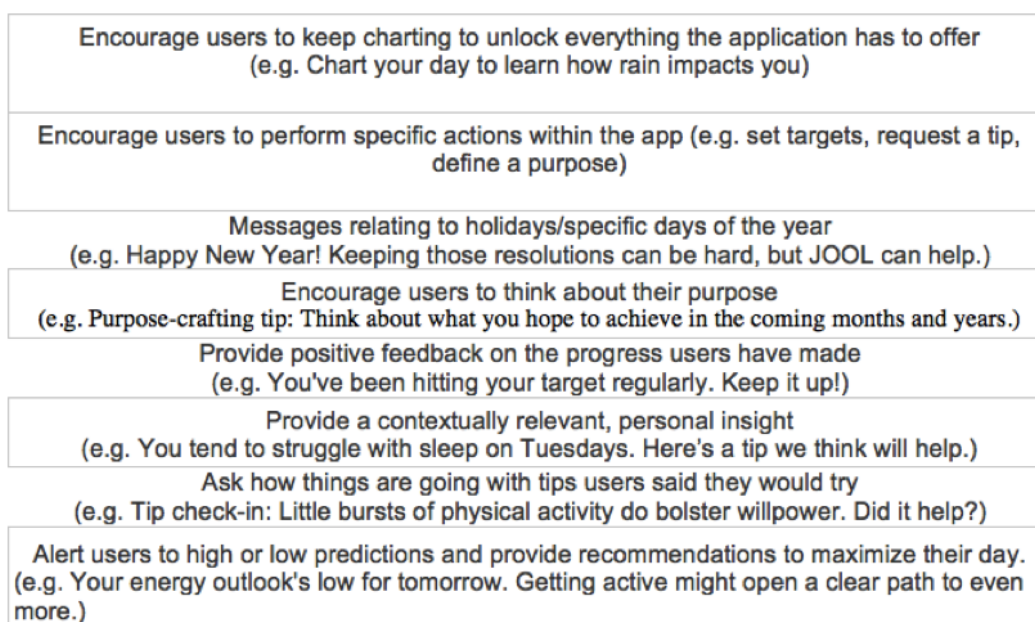 Encourage users to keep charting to unlock everything the application has to offer
(e.g. Chart your day to learn how rain impacts you)
Encourage users to perform specific actions within the app (e.g. set targets, request a tip,
define a purpose)
Messages relating to holidays/specific days of the year
(e.g. Happy New Year! Keeping those resolutions can be hard, but JOOL can help.)
Encourage users to think about their purpose
(e.g. Purpose-crafting tip: Think about what you hope to achieve in the coming months and years.)
Provide positive feedback on the progress users have made
(e.g. You've been hitting your target regularly. Keep it up!)
Provide a contextually relevant, personal insight
(e.g. You tend to struggle with sleep on Tuesdays. Here's a tip we think will help.)
Ask how things are going with tips users said they would try
(e.g. Tip check-in: Little bursts of physical activity do bolster willpower. Did it help?)
Alert users to high or low predictions and provide recommendations to maximize their day.
(e.g. Your energy outlook's low for tomorrow. Getting active might open a clear path to even
more.)